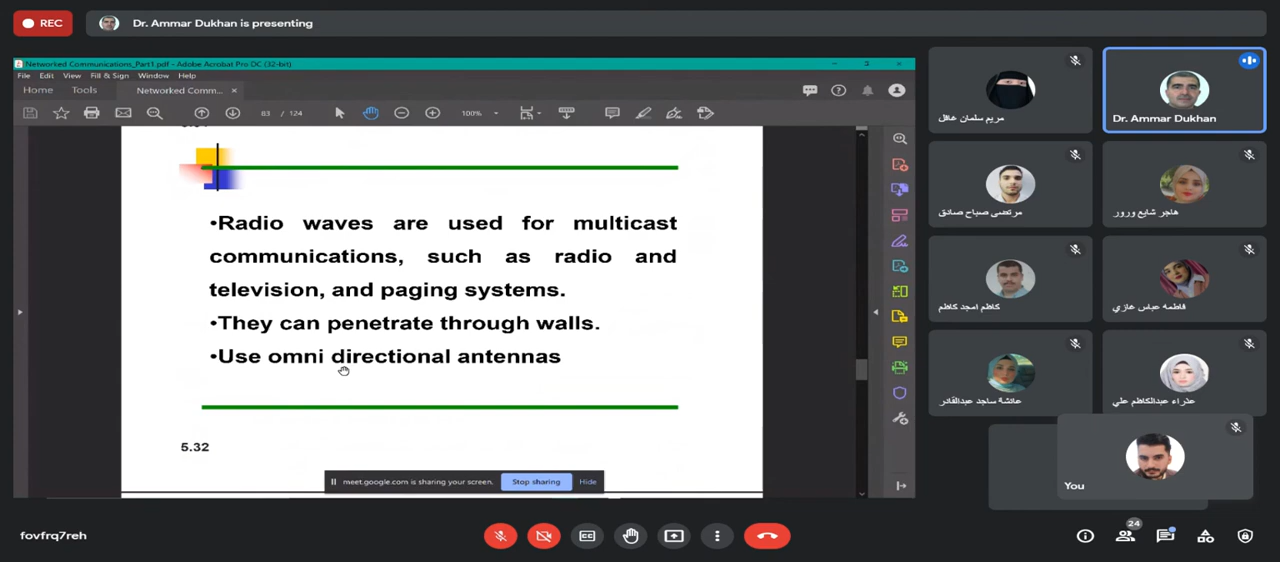 REC
Dr. Ammar Dukhan is presenting
Networked Communications_Part1.pdf - Adobe Acrobat Pro DC (32-bit)
File Edit View Fill & Sign Window Help
Home Tools Networked Comm... ×
83 / 124 100%
•Radio waves are used for multicast
communications, such as radio and
television, and paging systems.
•They can penetrate through walls.
•Use omni directional antennas
5.32
meet.google.com is sharing your screen. Stop sharing Hide
مريم سلمان عاقل
Dr. Ammar Dukhan
مرتضى صباح صادق
هاجر شايع ورور
كاظم امجد كاظم
فاطمه عباس غازي
عائشة ساجد عبدالقادر
عذراء عبدالكاظم علي
You
fovfrq7reh
24